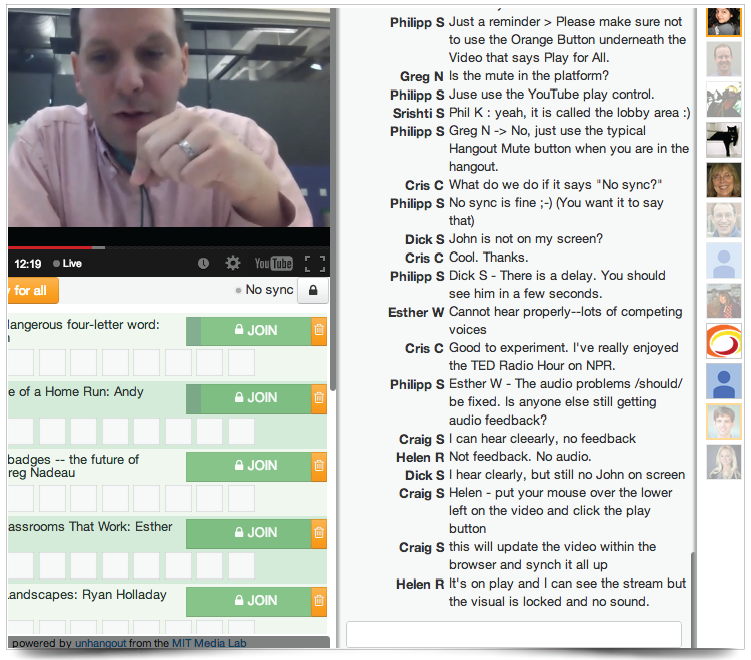 12:19 Live YouTube
y for all
No sync
dangerous four-letter word:
JOIN
e of a Home Run: Andy
JOIN
badges -- the future of
reg Nadeau
JOIN
assrooms That Work: Esther
JOIN
andscapes: Ryan Holladay
JOIN
powered by unhangout from the MIT Media Lab
Philipp S Just a reminder > Please make sure not
to use the Orange Button underneath the
Video that says Play for All.
Greg N Is the mute in the platform?
Philipp S Juse use the YouTube play control.
Srishti S Phil K : yeah, it is called the lobby area :)
Philipp S Greg N -> No, just use the typical
Hangout Mute button when you are in the
hangout.
Cris C What do we do if it says "No sync?"
Philipp S No sync is fine ;-) (You want it to say
that)
Dick S John is not on my screen?
Cris C Cool. Thanks.
Philipp S Dick S - There is a delay. You should
see him in a few seconds.
Esther W Cannot hear properly--lots of competing
voices
Cris C Good to experiment. I've really enjoyed
the TED Radio Hour on NPR.
Philipp S Esther W - The audio problems /should/
be fixed. Is anyone else still getting
audio feedback?
Craig S I can hear cleearly, no feedback
Helen R Not feedback. No audio.
Dick S I hear clearly, but still no John on screen
Craig S Helen - put your mouse over the lower
left on the video and click the play
button
Craig S this will update the video within the
browser and synch it all up
Helen R It's on play and I can see the stream but
the visual is locked and no sound.